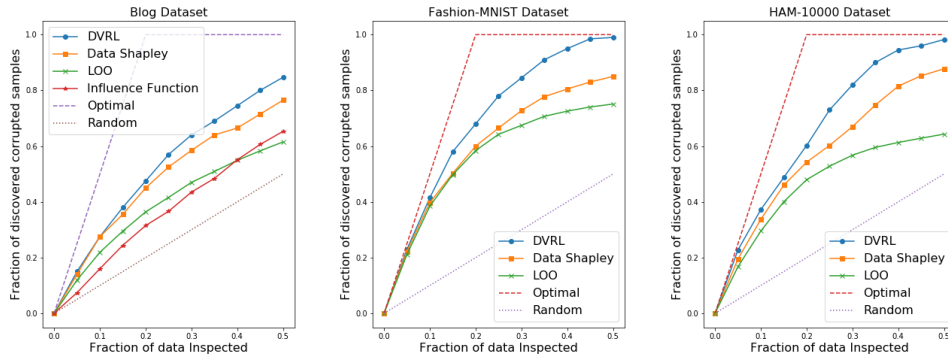 Blog Dataset
Fraction of discovered corrupted samples
1.0
0.8
0.6
0.4
0.2
0.0
DVRL
Data Shapley
LOO
Influence Function
Optimal
Random
0.0 0.1 0.2 0.3 0.4 0.5
Fraction of data Inspected
Fashion-MNIST Dataset
Fraction of discovered corrupted samples
1.0
0.8
0.6
0.4
0.2
0.0
DVRL
Data Shapley
LOO
Optimal
Random
0.0 0.1 0.2 0.3 0.4 0.5
Fraction of data Inspected
HAM-10000 Dataset
Fraction of discovered corrupted samples
1.0
0.8
0.6
0.4
0.2
0.0
DVRL
Data Shapley
LOO
Optimal
Random
0.0 0.1 0.2 0.3 0.4 0.5
Fraction of data Inspected